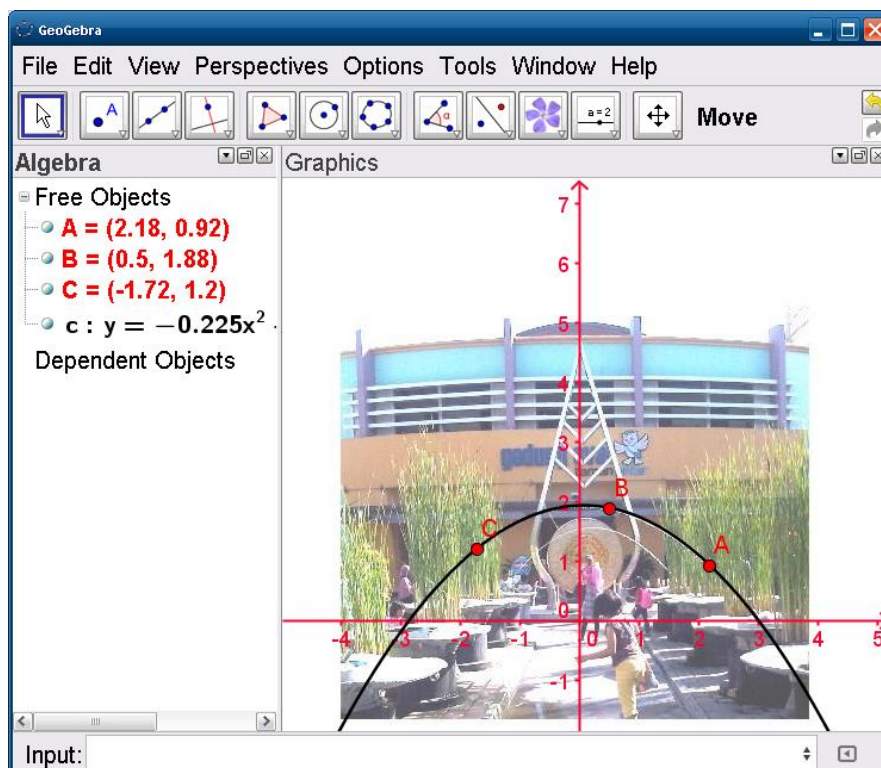 GeoGebra
File Edit View Perspectives Options Tools Window Help
A
α
a=2
Move
Algebra
Graphics
Free Objects
A = (2.18, 0.92)
B = (0.5, 1.88)
C = (-1.72, 1.2)
c : y = −0.225x²
Dependent Objects
7
6
5
4
3
2
1
0
-4 -3 -2 -1 0 1 2 3 4 5
-1
B
C
A
Input: